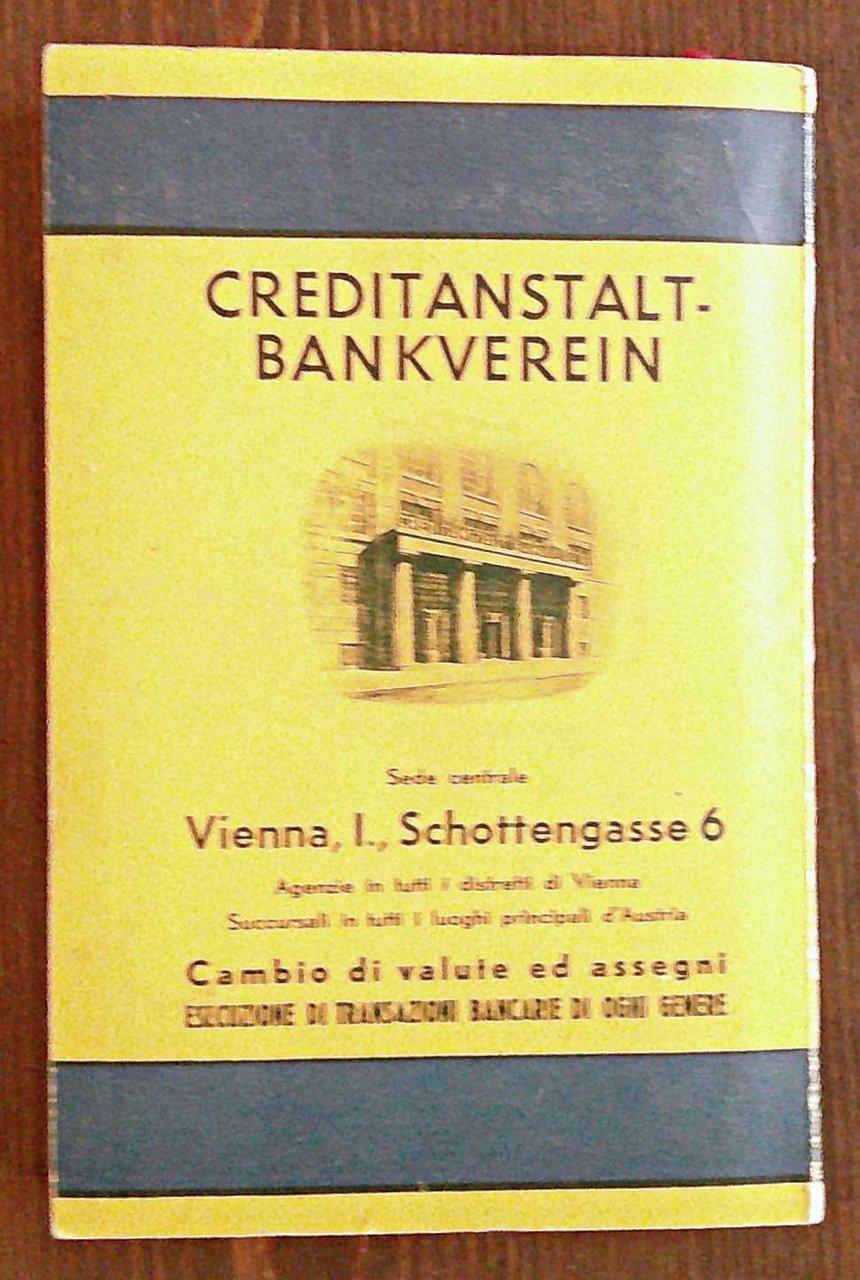 CREDITANSTALT-
BANKVEREIN
Sede centrale
Vienna, I., Schottengasse 6
Agenzie in tutti i distretti di Vienna
Succursali in tutti i luoghi principali d'Austria
Cambio di valute ed assegni
ESECUZIONE DI TRANSAZIONI BANCARIE DI OGNI GENERE